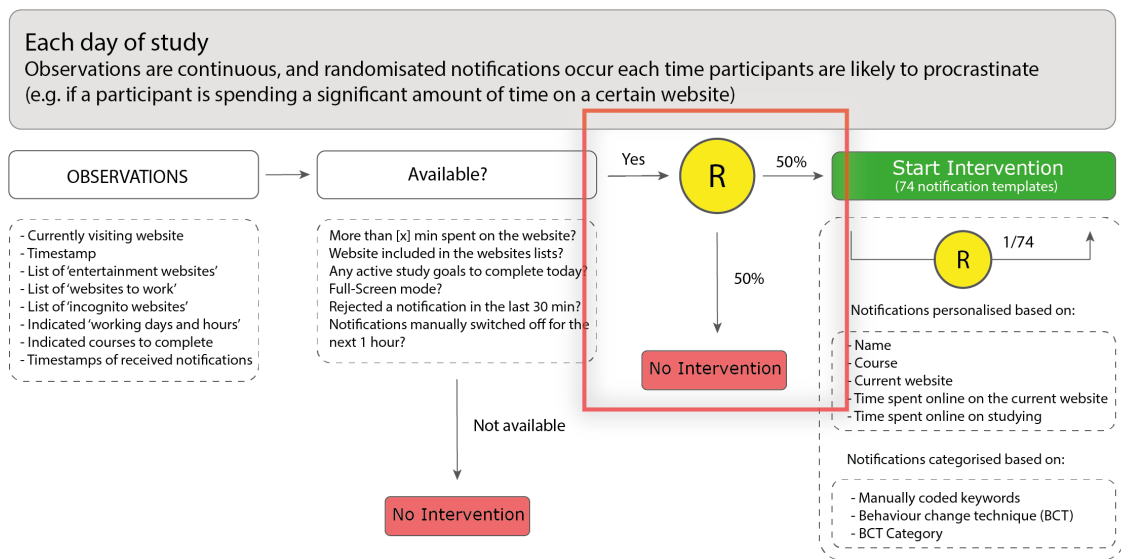 Each day of study
Observations are continuous, and randomisated notifications occur each time participants are likely to procrastinate
(e.g. if a participant is spending a significant amount of time on a certain website)
OBSERVATIONS
- Currently visiting website
- Timestamp
- List of ‘entertainment websites’
- List of ‘websites to work’
- List of ‘incognito websites’
- Indicated ‘working days and hours’
- Indicated courses to complete
- Timestamps of received notifications
Available?
More than [x] min spent on the website?
Website included in the websites lists?
Any active study goals to complete today?
Full-Screen mode?
Rejected a notification in the last 30 min?
Notifications manually switched off for the
next 1 hour?
Not available
No Intervention
Yes
R
50%
50%
No Intervention
Start Intervention
(74 notification templates)
R
1/74
Notifications personalised based on:
- Name
- Course
- Current website
- Time spent online on the current website
- Time spent online on studying
Notifications categorised based on:
- Manually coded keywords
- Behaviour change technique (BCT)
- BCT Category